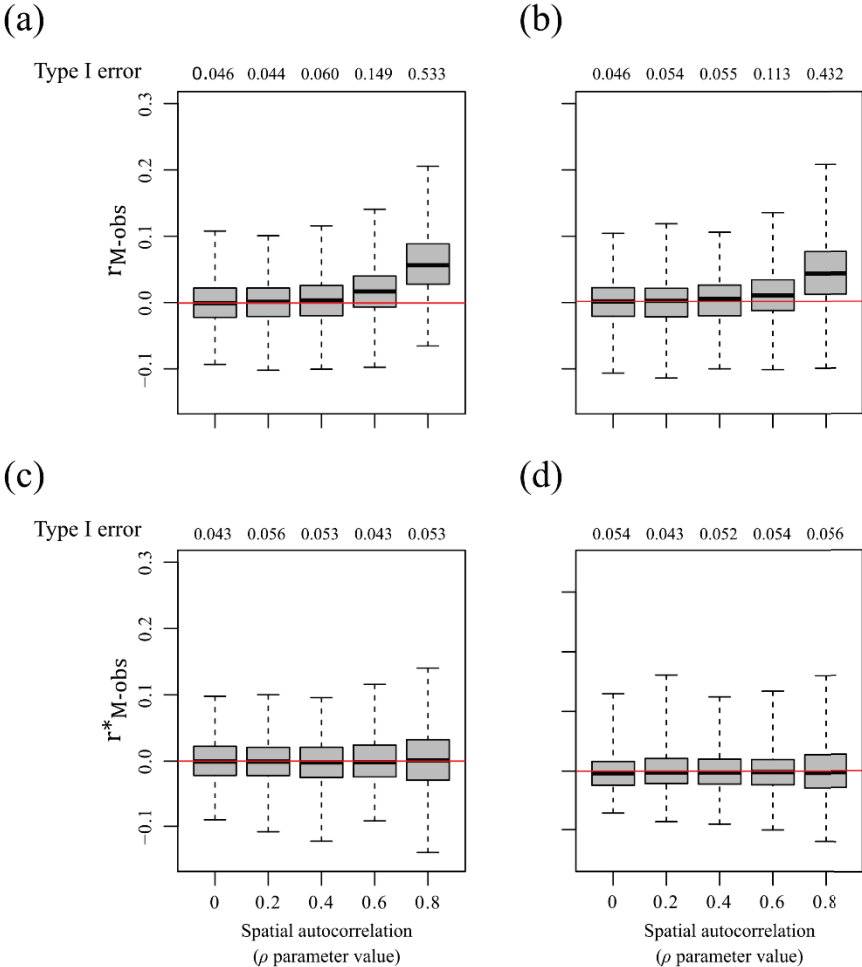 (a)
Type I error 0.046 0.044 0.060 0.149 0.533
0.3
0.2
0.1
0.0
−0.1
rM-obs
(b)
0.046 0.054 0.055 0.113 0.432
(c)
Type I error 0.043 0.056 0.053 0.043 0.053
0.3
0.2
0.1
0.0
−0.1
r*M-obs
0 0.2 0.4 0.6 0.8
Spatial autocorrelation
(ρ parameter value)
(d)
0.054 0.043 0.052 0.054 0.056
0 0.2 0.4 0.6 0.8
Spatial autocorrelation
(ρ parameter value)